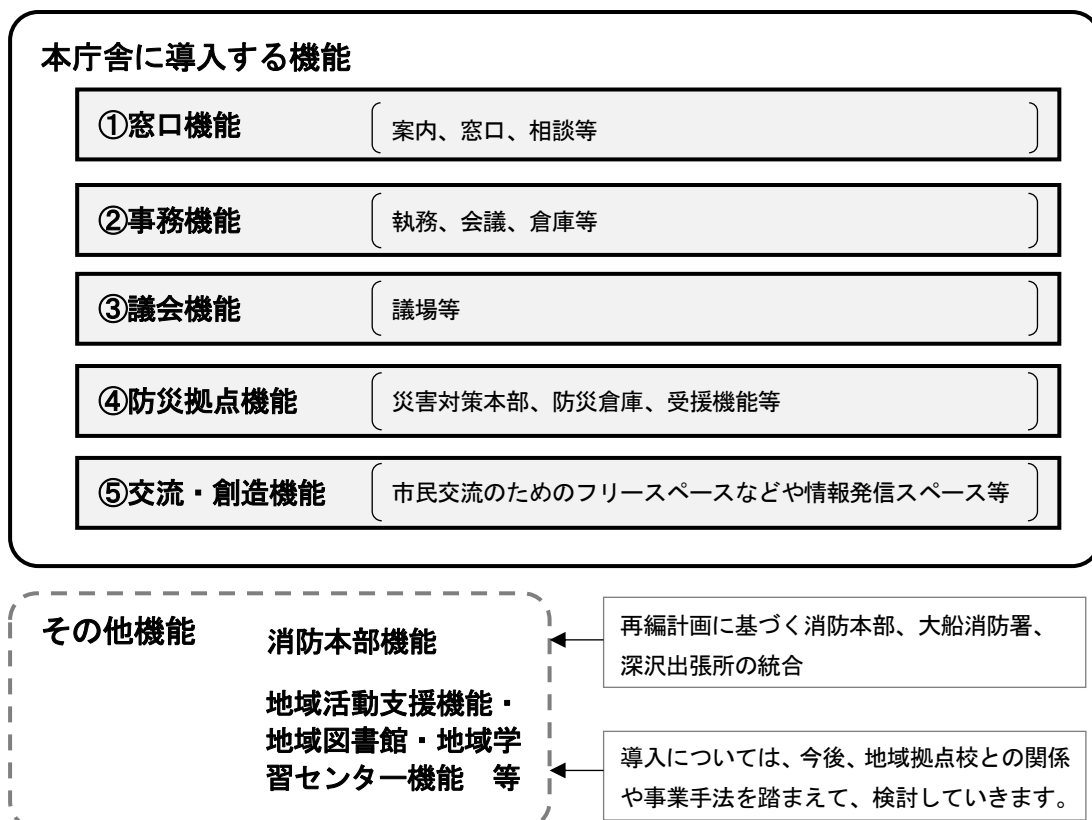 本庁舎に導入する機能
①窓口機能 案内、窓口、相談等
②事務機能 執務、会議、倉庫等
③議会機能 議場等
④防災拠点機能 災害対策本部、防災倉庫、受援機能等
⑤交流・創造機能 市民交流のためのフリースペースなどや情報発信スペース等
その他機能
消防本部機能
再編計画に基づく消防本部、大船消防署、
深沢出張所の統合
地域活動支援機能・
地域図書館・地域学
習センター機能 等
導入については、今後、地域拠点校との関係
や事業手法を踏まえて、検討していきます。